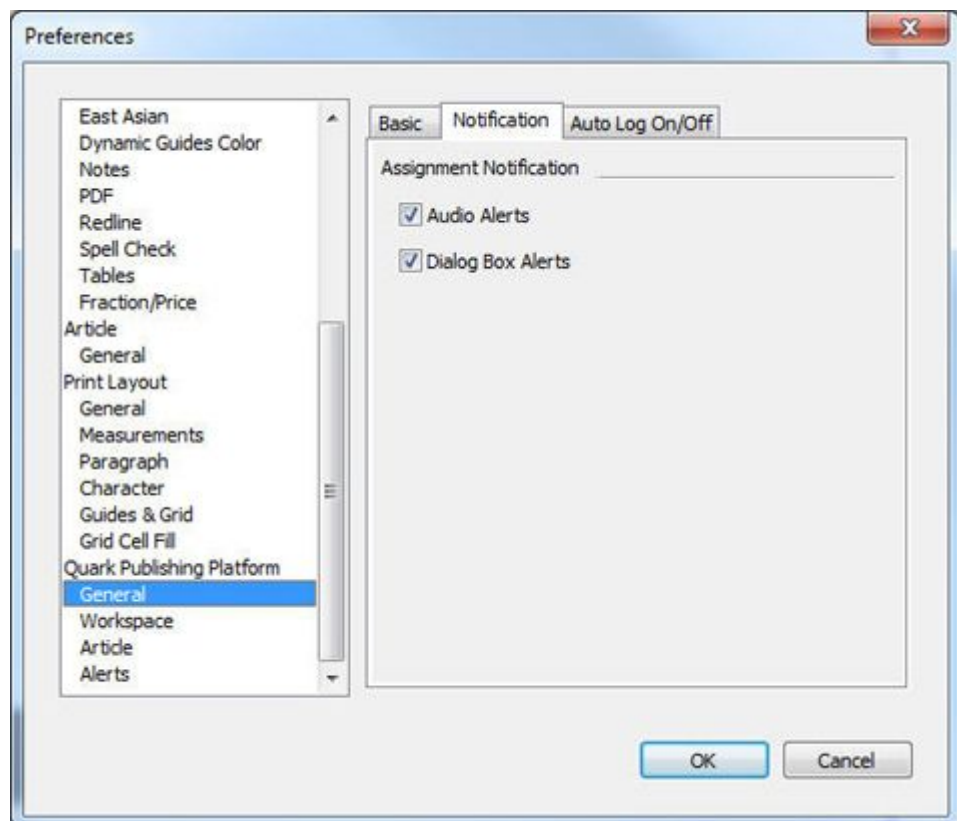 Preferences
East Asian
Dynamic Guides Color
Notes
PDF
Redline
Spell Check
Tables
Fraction/Price
Article
General
Print Layout
General
Measurements
Paragraph
Character
Guides & Grid
Grid Cell Fill
Quark Publishing Platform
General
Workspace
Article
Alerts
Basic Notification Auto Log On/Off
Assignment Notification
Audio Alerts
Dialog Box Alerts
OK Cancel